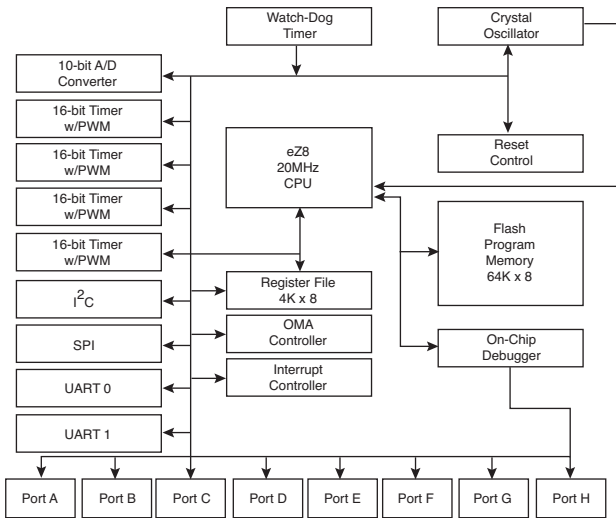 Watch-Dog
Timer
Crystal
Oscillator
10-bit A/D
Converter
16-bit Timer
w/PWM
16-bit Timer
w/PWM
16-bit Timer
w/PWM
16-bit Timer
w/PWM
I²C
SPI
UART 0
UART 1
eZ8
20MHz
CPU
Reset
Control
Register File
4K x 8
OMA
Controller
Interrupt
Controller
Flash
Program
Memory
64K x 8
On-Chip
Debugger
Port A
Port B
Port C
Port D
Port E
Port F
Port G
Port H